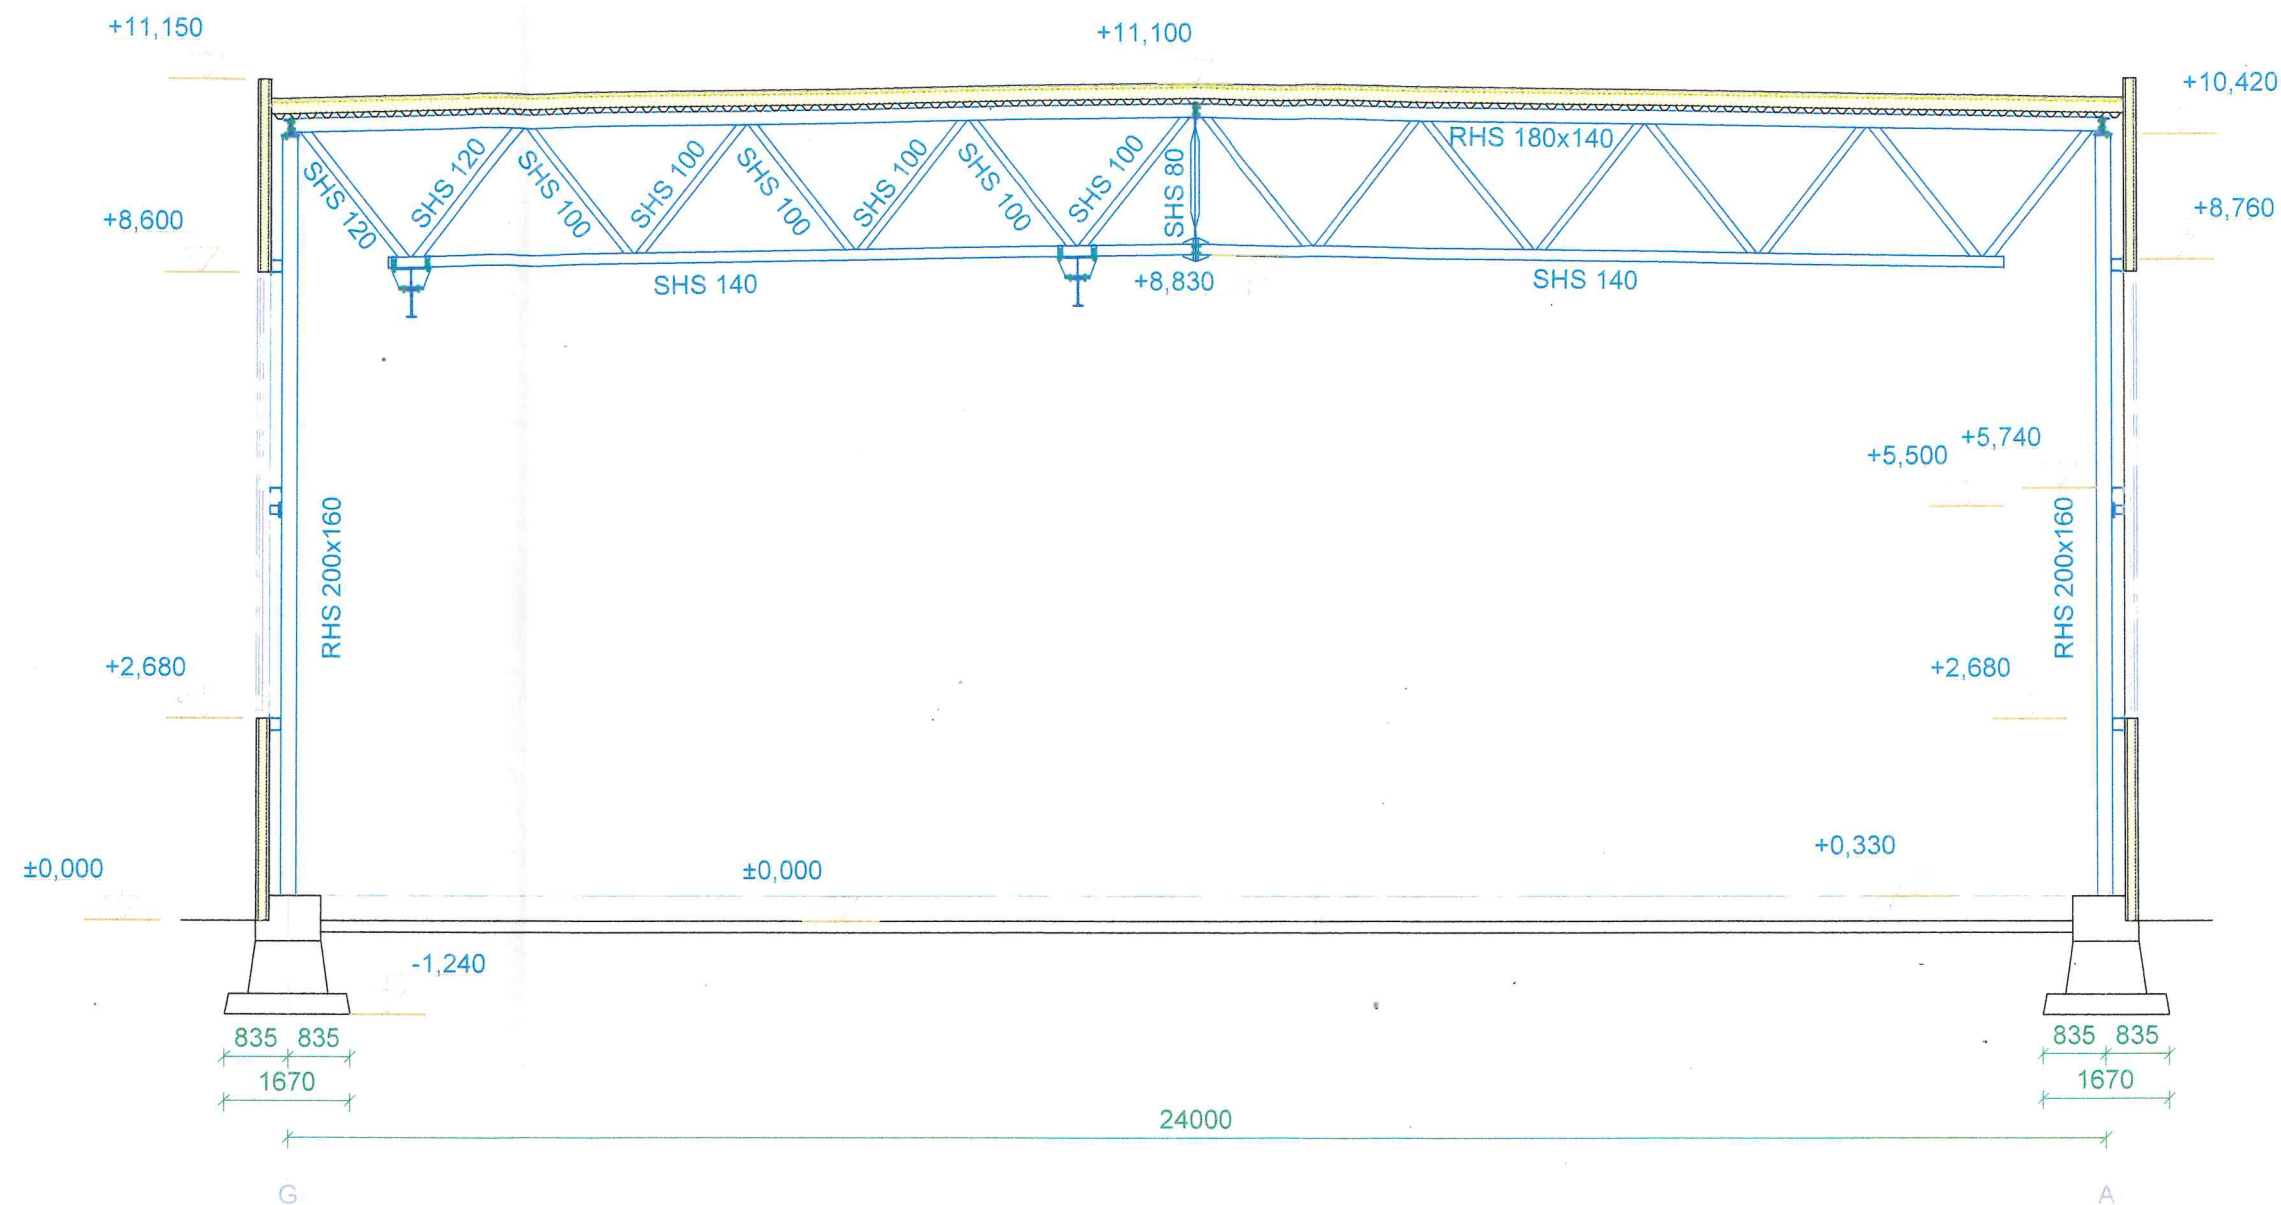 +11,150
+11,100
+10,420
RHS 180x140
SHS 120
SHS 120
SHS 100
SHS 100
SHS 100
SHS 100
SHS 100
SHS 100
SHS 80
+8,600
+8,760
SHS 140
+8,830
SHS 140
+5,740
+5,500
RHS 200x160
RHS 200x160
+2,680
+2,680
+0,330
±0,000
±0,000
-1,240
835 835
835 835
1670
1670
24000
G
A